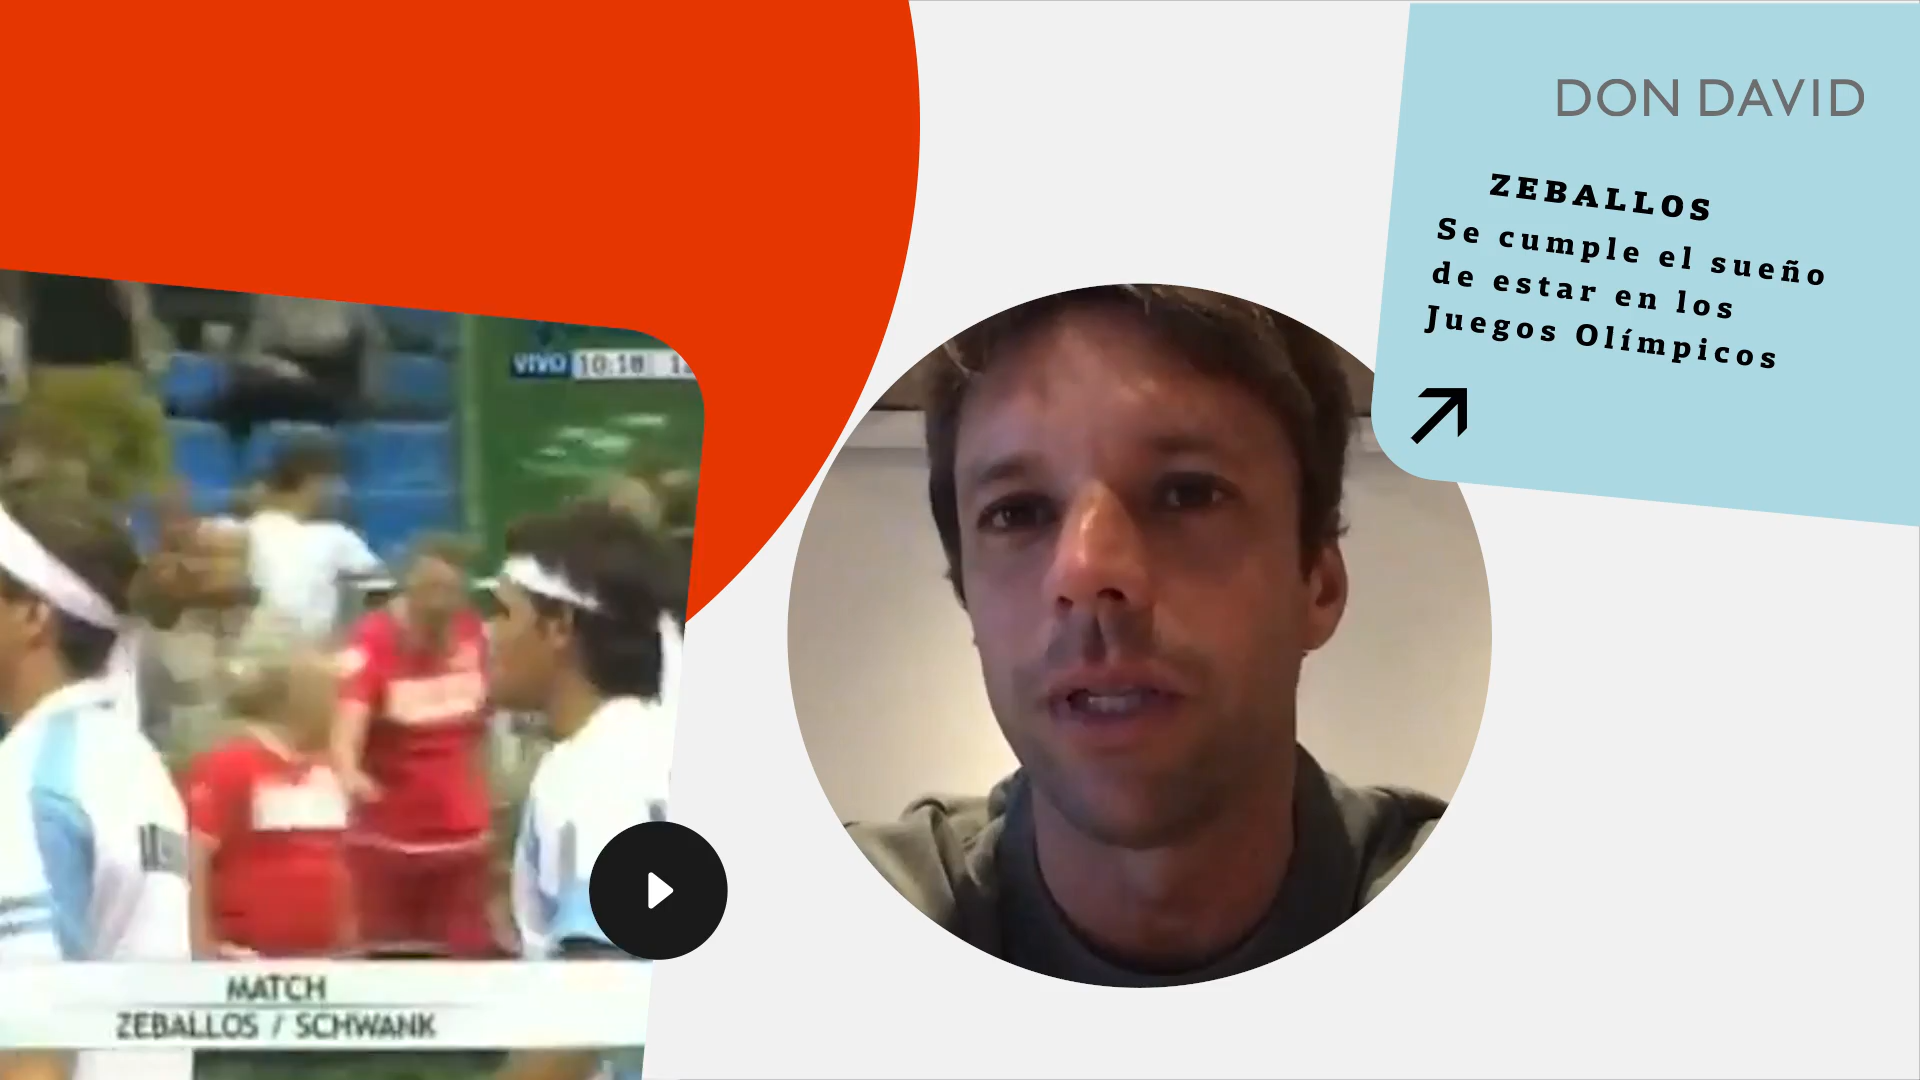 DON DAVID
ZEBALLOS
Se cumple el sueño
de estar en los
Juegos Olímpicos
VIVO 10:18
MATCH
ZEBALLOS / SCHWANK